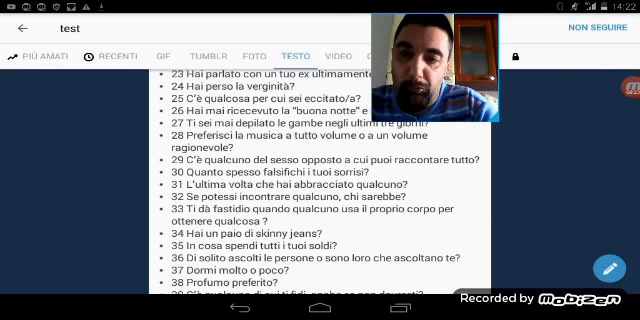 14:22
test
NON SEGUIRE
PIÙ AMATI
RECENTI
GIF
TUMBLR
FOTO
TESTO
VIDEO
23 Hai parlato con un tuo ex ultimamente
24 Hai perso la verginità?
25 C'è qualcosa per cui sei eccitato/a?
26 Hai mai ricecevuto la "buona notte" e
27 Ti sei mai depilato le gambe negli ultimi tre giorni?
28 Preferisci la musica a tutto volume o a un volume
ragionevole?
29 C'è qualcuno del sesso opposto a cui puoi raccontare tutto?
30 Quanto spesso falsifichi i tuoi sorrisi?
31 L'ultima volta che hai abbracciato qualcuno?
32 Se potessi incontrare qualcuno, chi sarebbe?
33 Ti dà fastidio quando qualcuno usa il proprio corpo per
ottenere qualcosa ?
34 Hai un paio di skinny jeans?
35 In cosa spendi tutti i tuoi soldi?
36 Di solito ascolti le persone o sono loro che ascoltano te?
37 Dormi molto o poco?
38 Profumo preferito?
Recorded by Mobizen